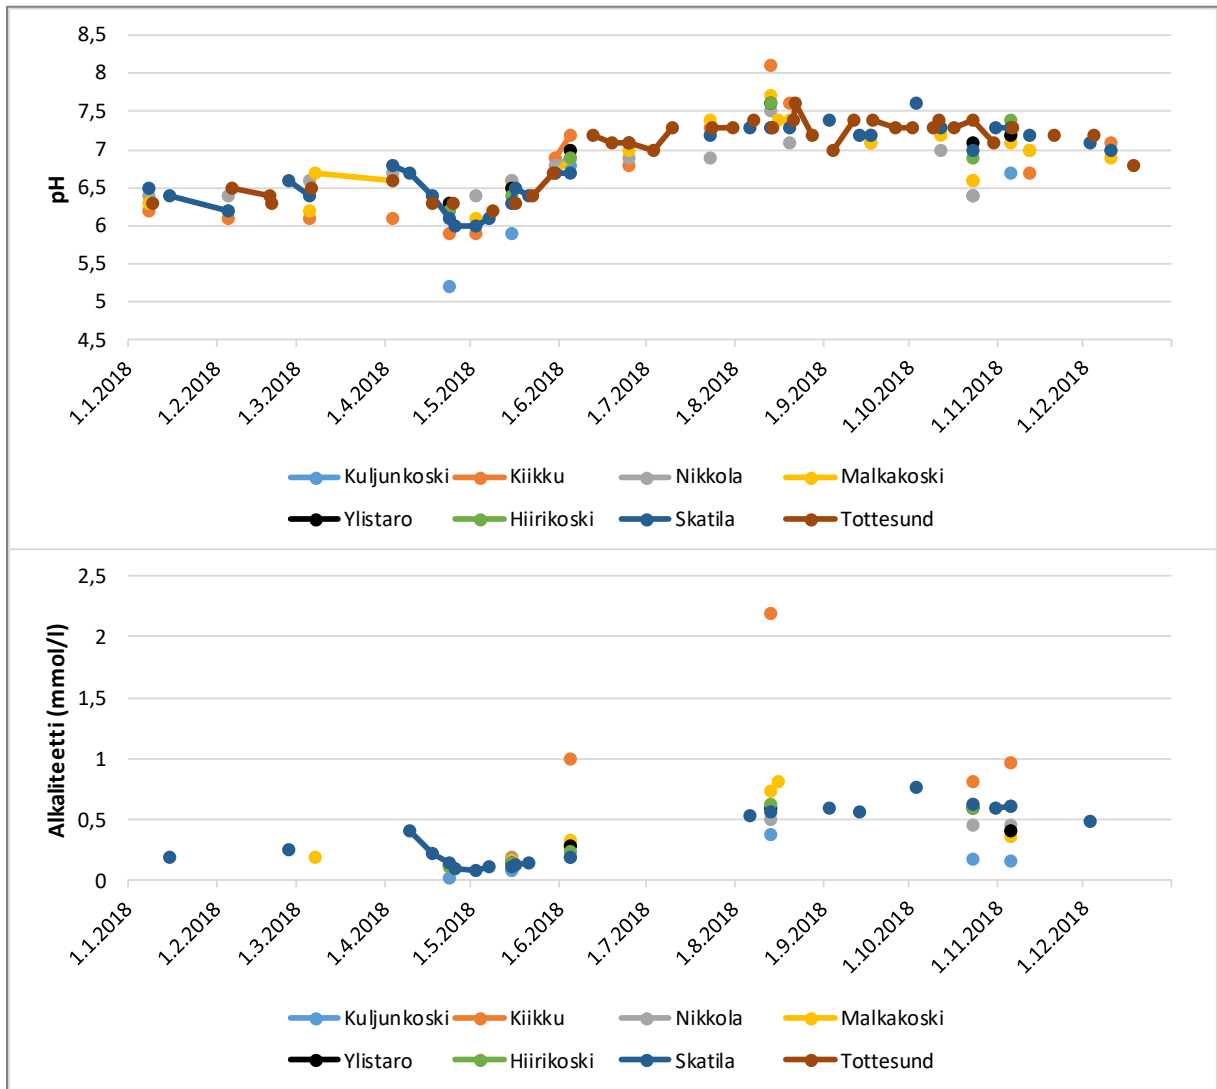 8,5
8
7,5
7
6,5
6
5,5
5
4,5
pH
1.1.2018 1.2.2018 1.3.2018 1.4.2018 1.5.2018 1.6.2018 1.7.2018 1.8.2018 1.9.2018 1.10.2018 1.11.2018 1.12.2018
Kuljunkoski Kiikku Nikkola Malkakoski
Ylistaro Hiirikoski Skatila Tottesund
2,5
2
1,5
1
0,5
0
Alkaliteetti (mmol/l)
1.1.2018 1.2.2018 1.3.2018 1.4.2018 1.5.2018 1.6.2018 1.7.2018 1.8.2018 1.9.2018 1.10.2018 1.11.2018 1.12.2018
Kuljunkoski Kiikku Nikkola Malkakoski
Ylistaro Hiirikoski Skatila Tottesund